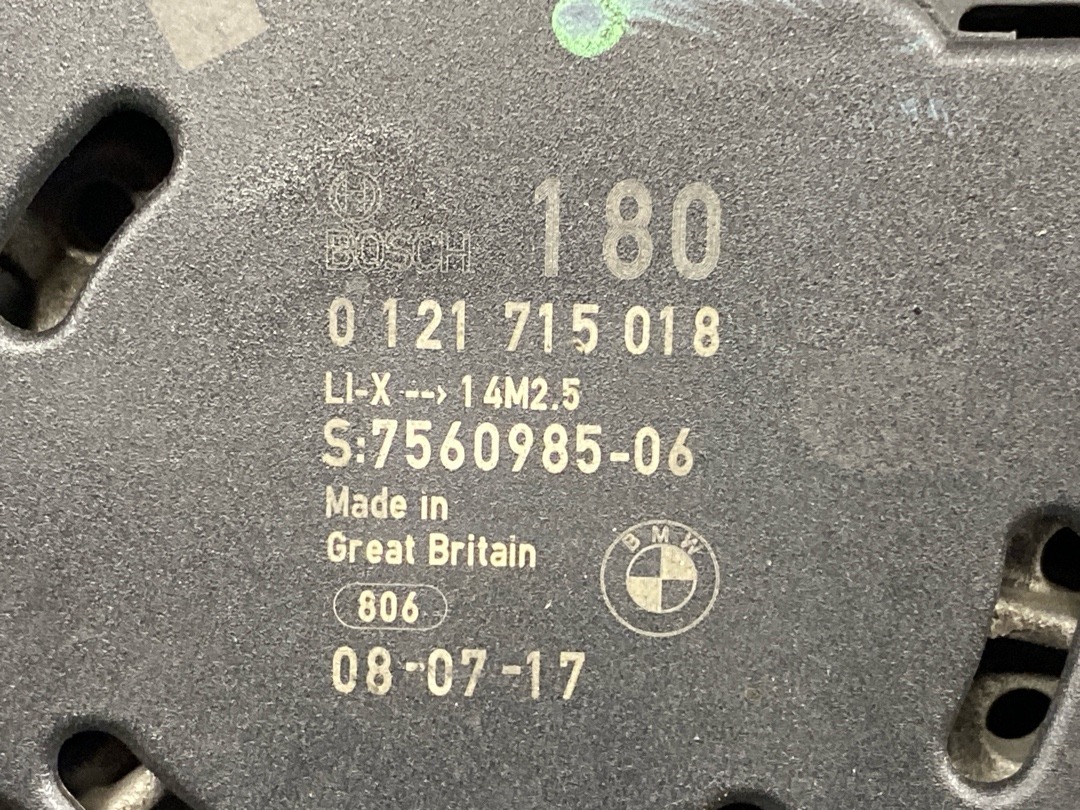 BOSCH 180
0 121 715 018
LI-X --> 14M2.5
S:7560985-06
Made in
Great Britain
BMW
806
08-07-17